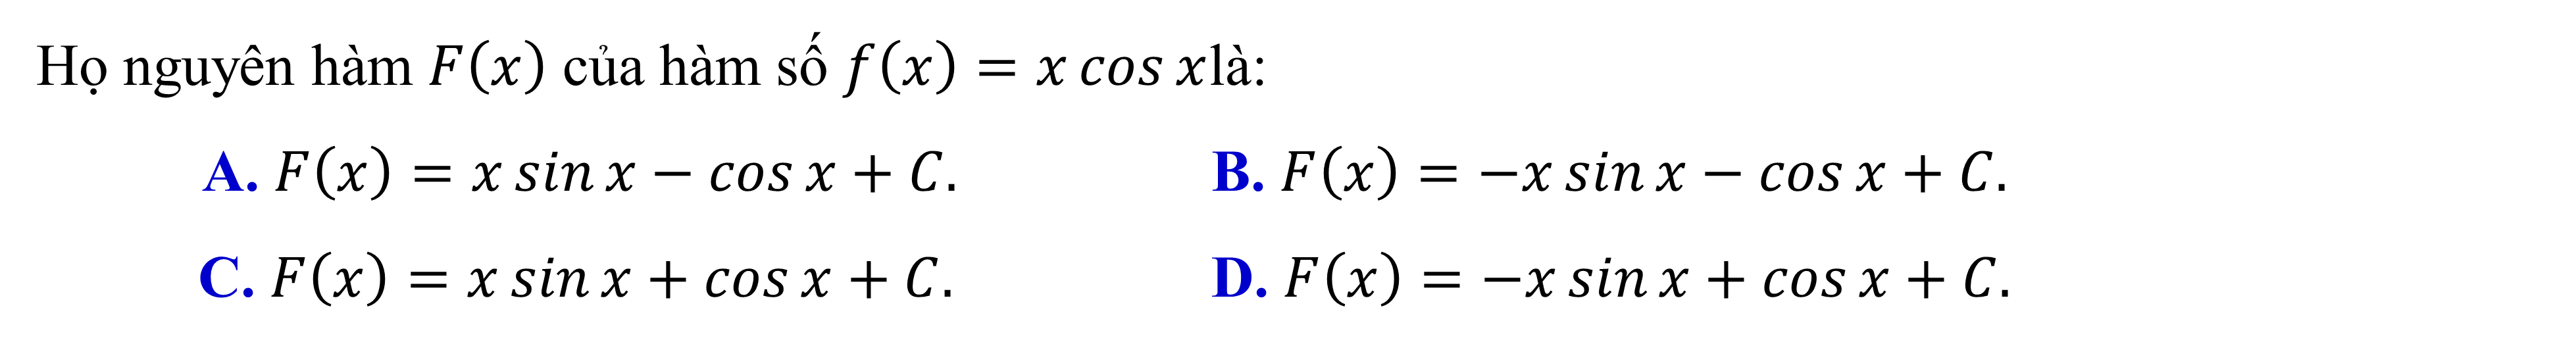 Họ nguyên hàm F(x) của hàm số f(x) = x cos xlà:
A. F(x) = x sin x − cos x + C. B. F(x) = −x sin x − cos x + C.
C. F(x) = x sin x + cos x + C. D. F(x) = −x sin x + cos x + C.